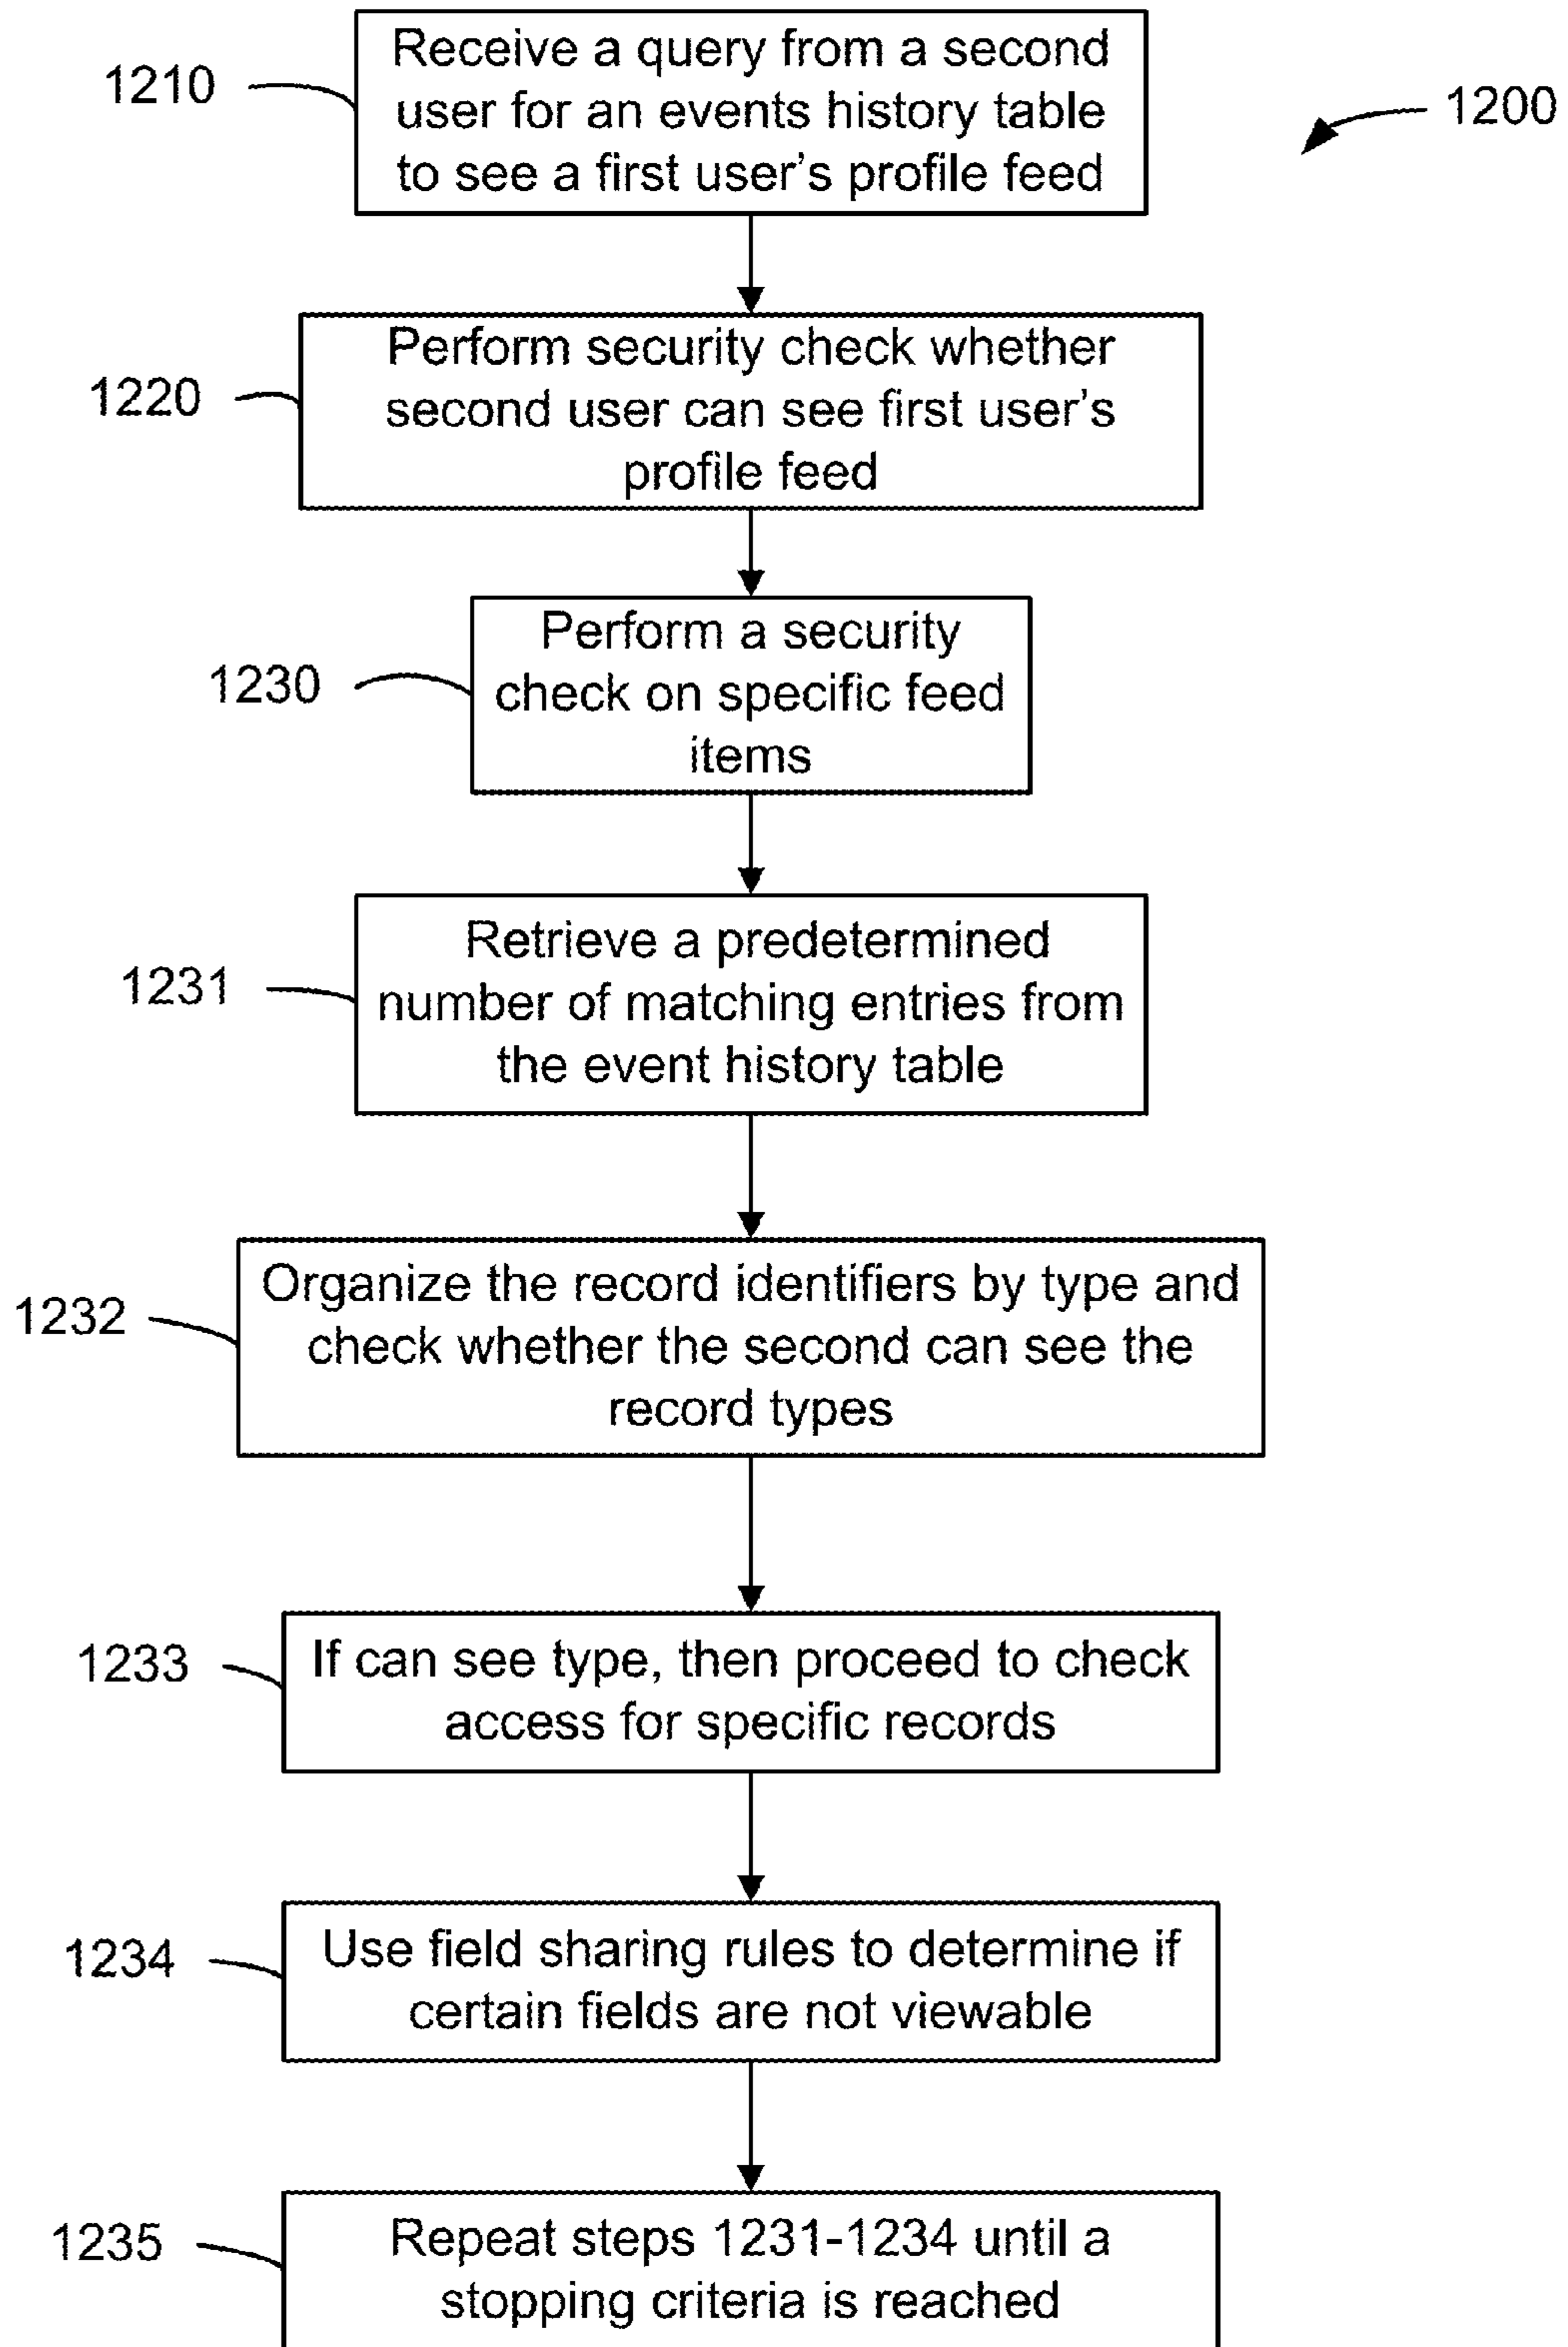 1200
1210
Receive a query from a second
user for an events history table
to see a first user's profile feed
1220
Perform security check whether
second user can see first user's
profile feed
1230
Perform a security
check on specific feed
items
1231
Retrieve a predetermined
number of matching entries from
the event history table
1232
Organize the record identifiers by type and
check whether the second can see the
record types
1233
If can see type, then proceed to check
access for specific records
1234
Use field sharing rules to determine if
certain fields are not viewable
1235
Repeat steps 1231-1234 until a
stopping criteria is reached